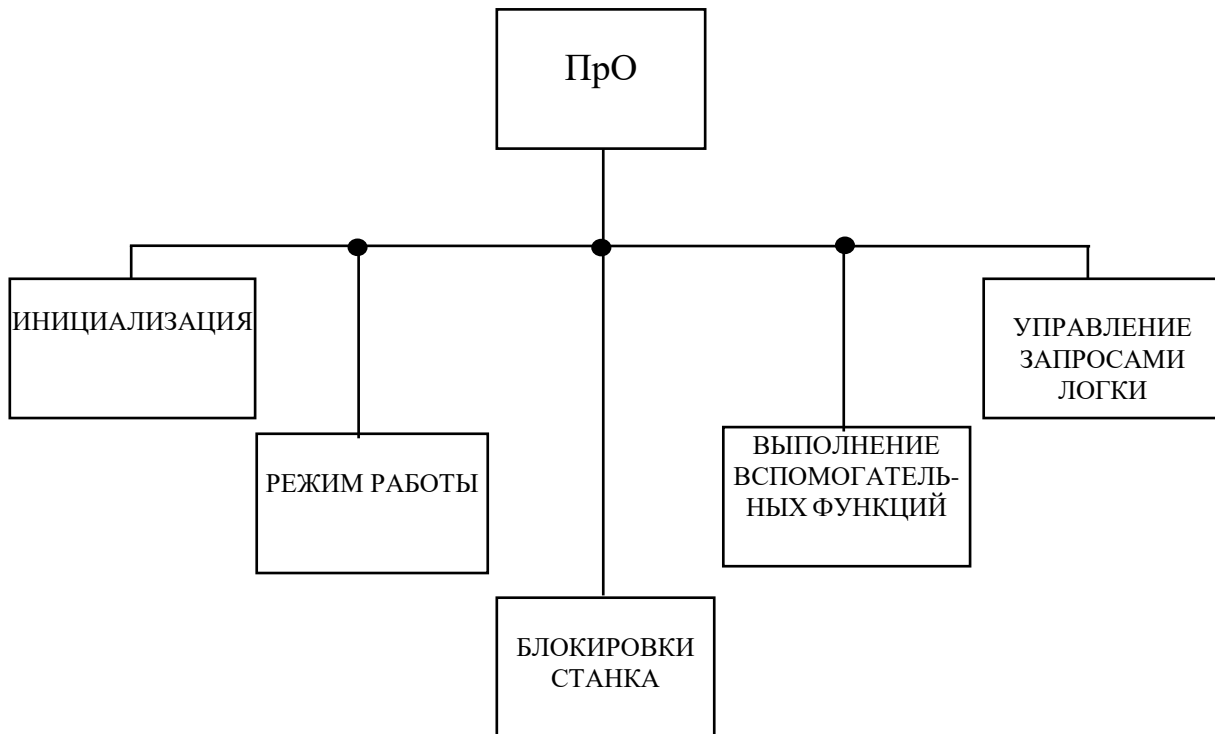 ПрО
ИНИЦИАЛИЗАЦИЯ
УПРАВЛЕНИЕ
ЗАПРОСАМИ
ЛОГКИ
РЕЖИМ РАБОТЫ
ВЫПОЛНЕНИЕ
ВСПОМОГАТЕЛЬ-
НЫХ ФУНКЦИЙ
БЛОКИРОВКИ
СТАНКА